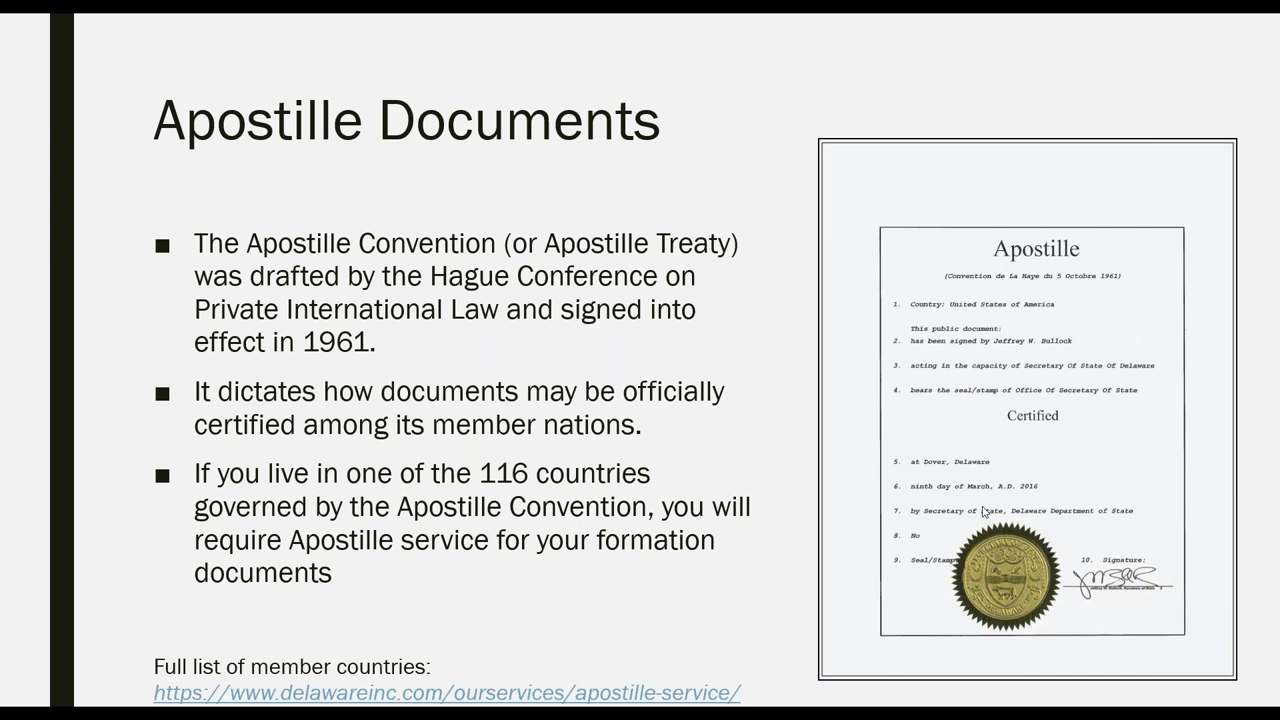 Apostille Documents
■ The Apostille Convention (or Apostille Treaty)
was drafted by the Hague Conference on
Private International Law and signed into
effect in 1961.
■ It dictates how documents may be officially
certified among its member nations.
■ If you live in one of the 116 countries
governed by the Apostille Convention, you will
require Apostille service for your formation
documents
Full list of member countries:
https://www.delawareinc.com/ourservices/apostille-service/
Apostille
(Convention de La Haye du 5 Octobre 1961)
1. Country: United States of America
This public document:
2. has been signed by Jeffrey W. Bullock
3. acting in the capacity of Secretary Of State Of Delaware
4. bears the seal/stamp of Office Of Secretary Of State
Certified
5. at Dover, Delaware
6. ninth day of March, A.D. 2016
7. by Secretary of State, Delaware Department of State
8. No
9. Seal/Stamp
10. Signature: